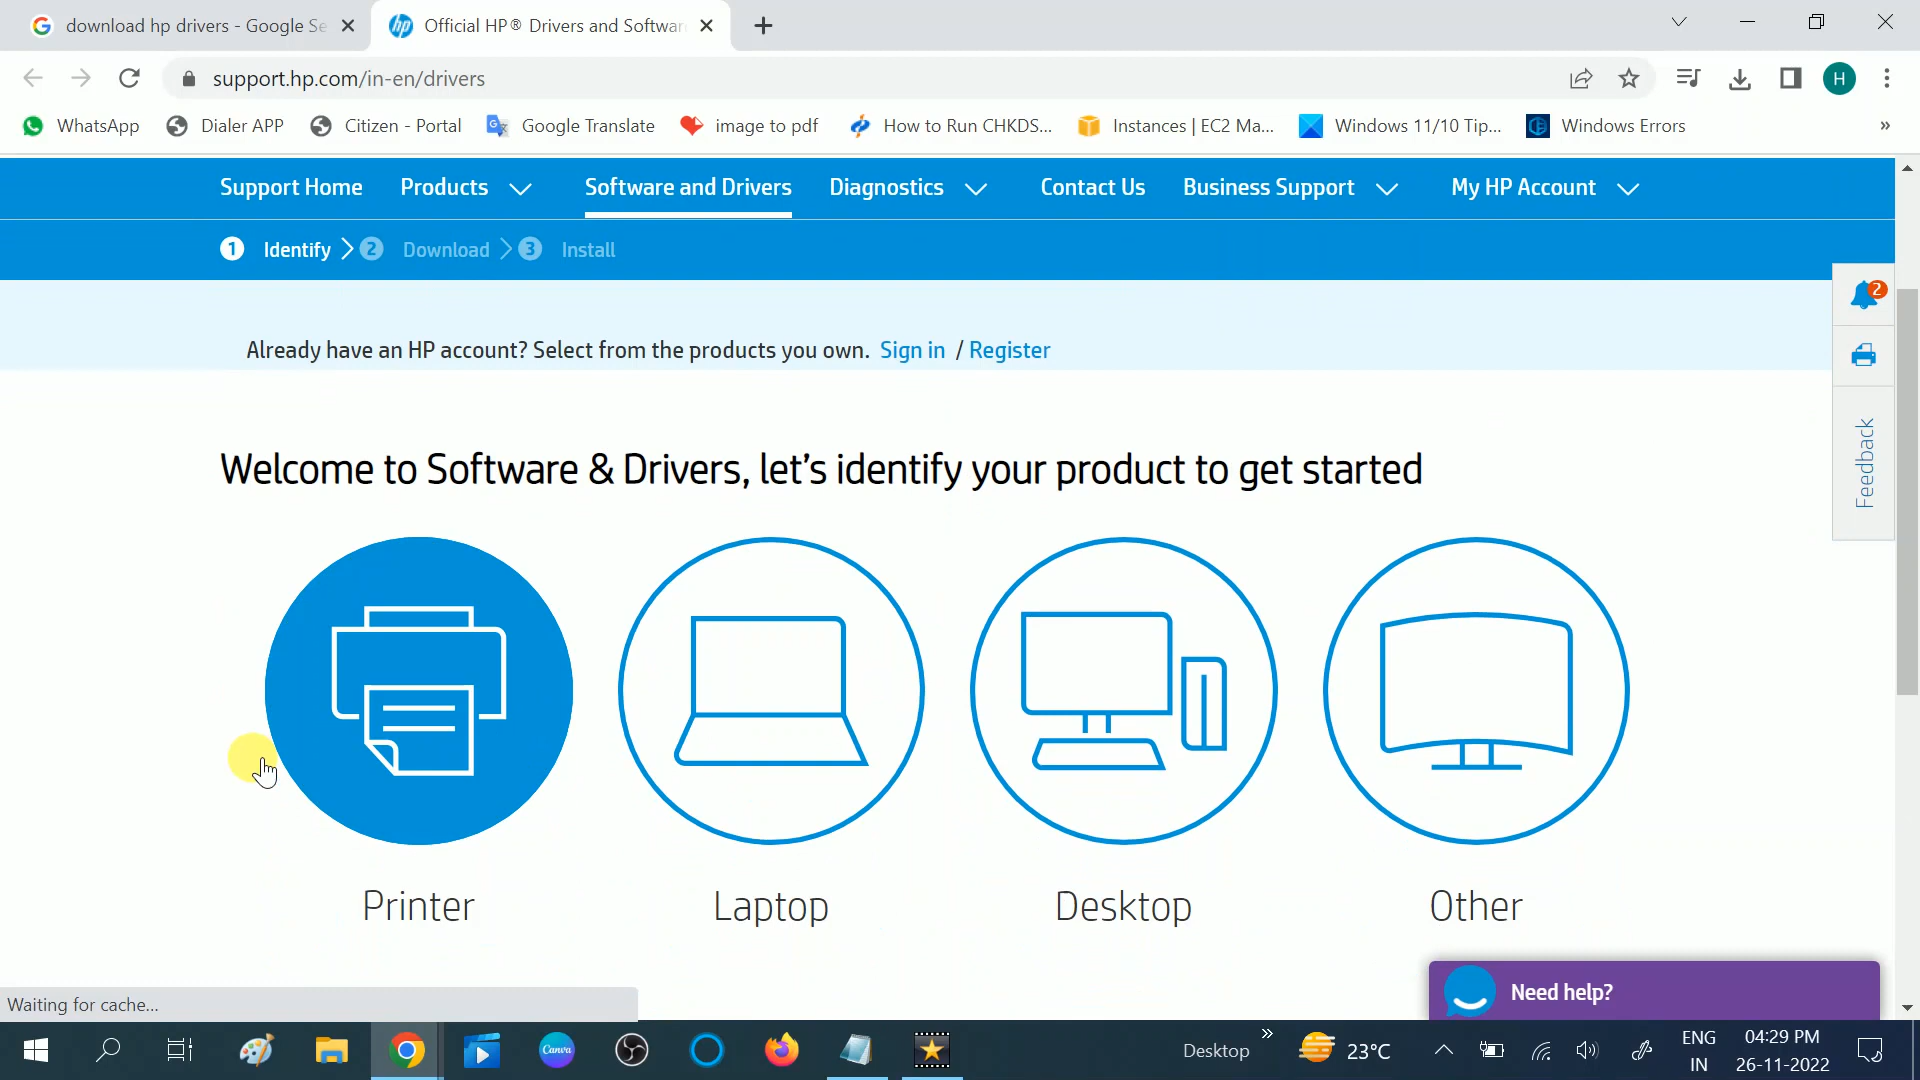 download hp drivers - Google Se
Official HP® Drivers and Softwar
support.hp.com/in-en/drivers
H
WhatsApp
Dialer APP
Citizen - Portal
Google Translate
image to pdf
How to Run CHKDS...
Instances | EC2 Ma...
Windows 11/10 Tip...
Windows Errors
»
Support Home
Products
Software and Drivers
Diagnostics
Contact Us
Business Support
My HP Account
1 Identify
2 Download
3 Install
2
Already have an HP account? Select from the products you own. Sign in / Register
Feedback
Welcome to Software & Drivers, let's identify your product to get started
Printer
Laptop
Desktop
Other
Need help?
Waiting for cache...
Canva
Desktop
»
23°C
ENG
IN
04:29 PM
26-11-2022